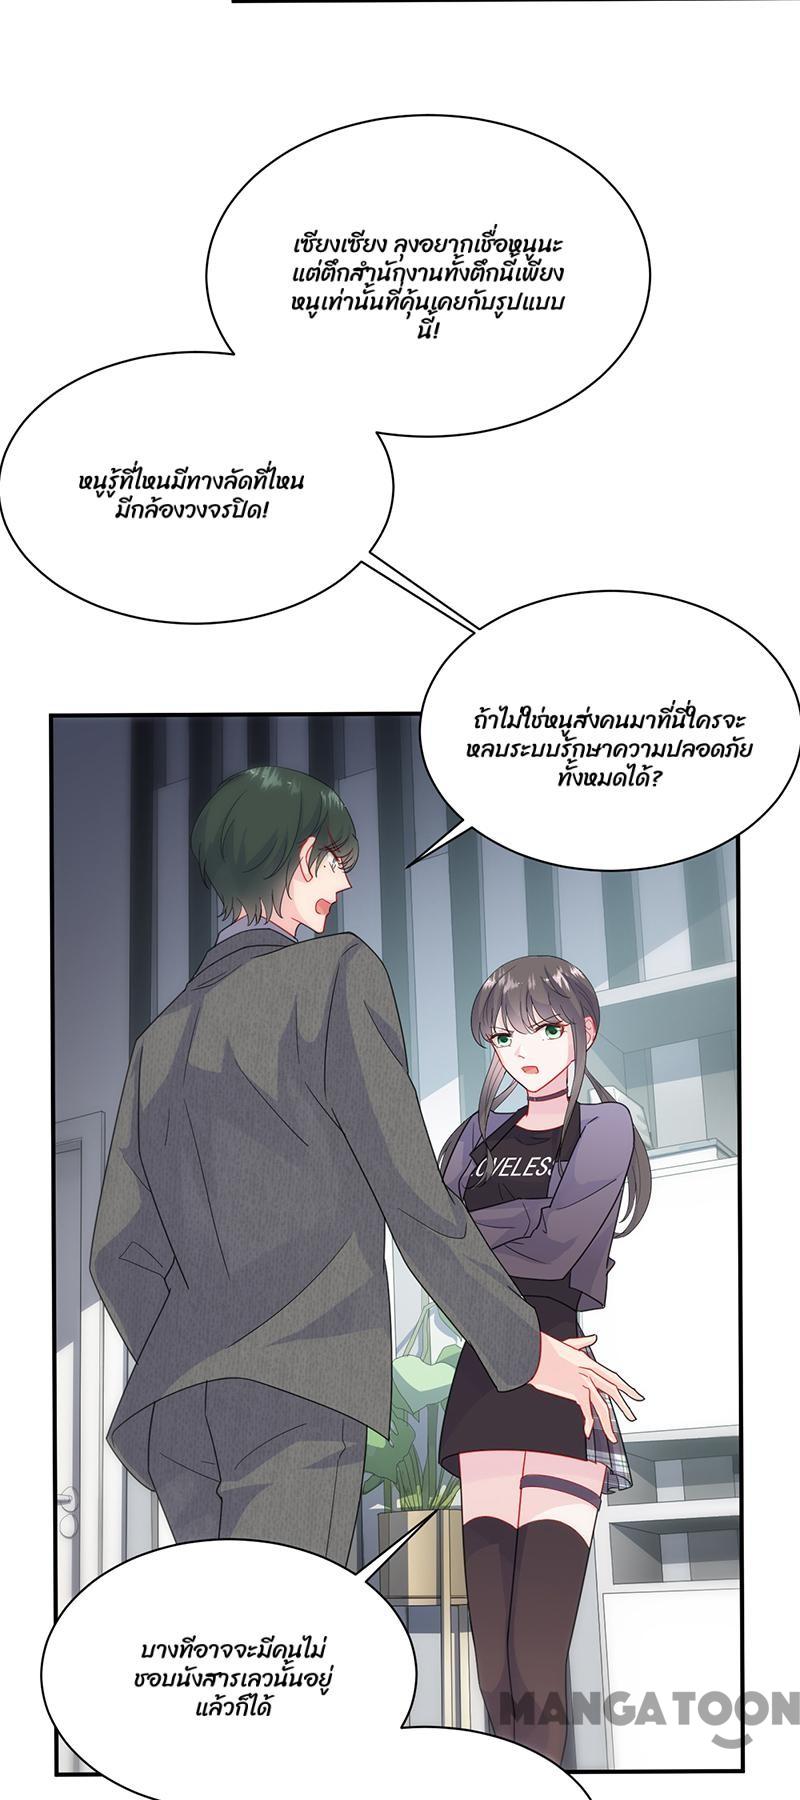 เซียงเซียง ลุงอยากเชื่อหนูนะ
แต่ตึกสำนักงานทั้งตึกนี้เพียง
หนูเท่านั้นที่คุ้นเคยกับรูปแบบ
นี้!
หนูรู้ที่ไหนมีทางลัดที่ไหน
มีกล้องวงจรปิด!
ถ้าไม่ใช่หนูส่งคนมาที่นี่ใครจะ
หลบระบบรักษาความปลอดภัย
ทั้งหมดได้?
LOVELESS
บางทีอาจจะมีคนไม่
ชอบนังสารเลวนั้นอยู่
แล้วก็ได้
MANGATOON